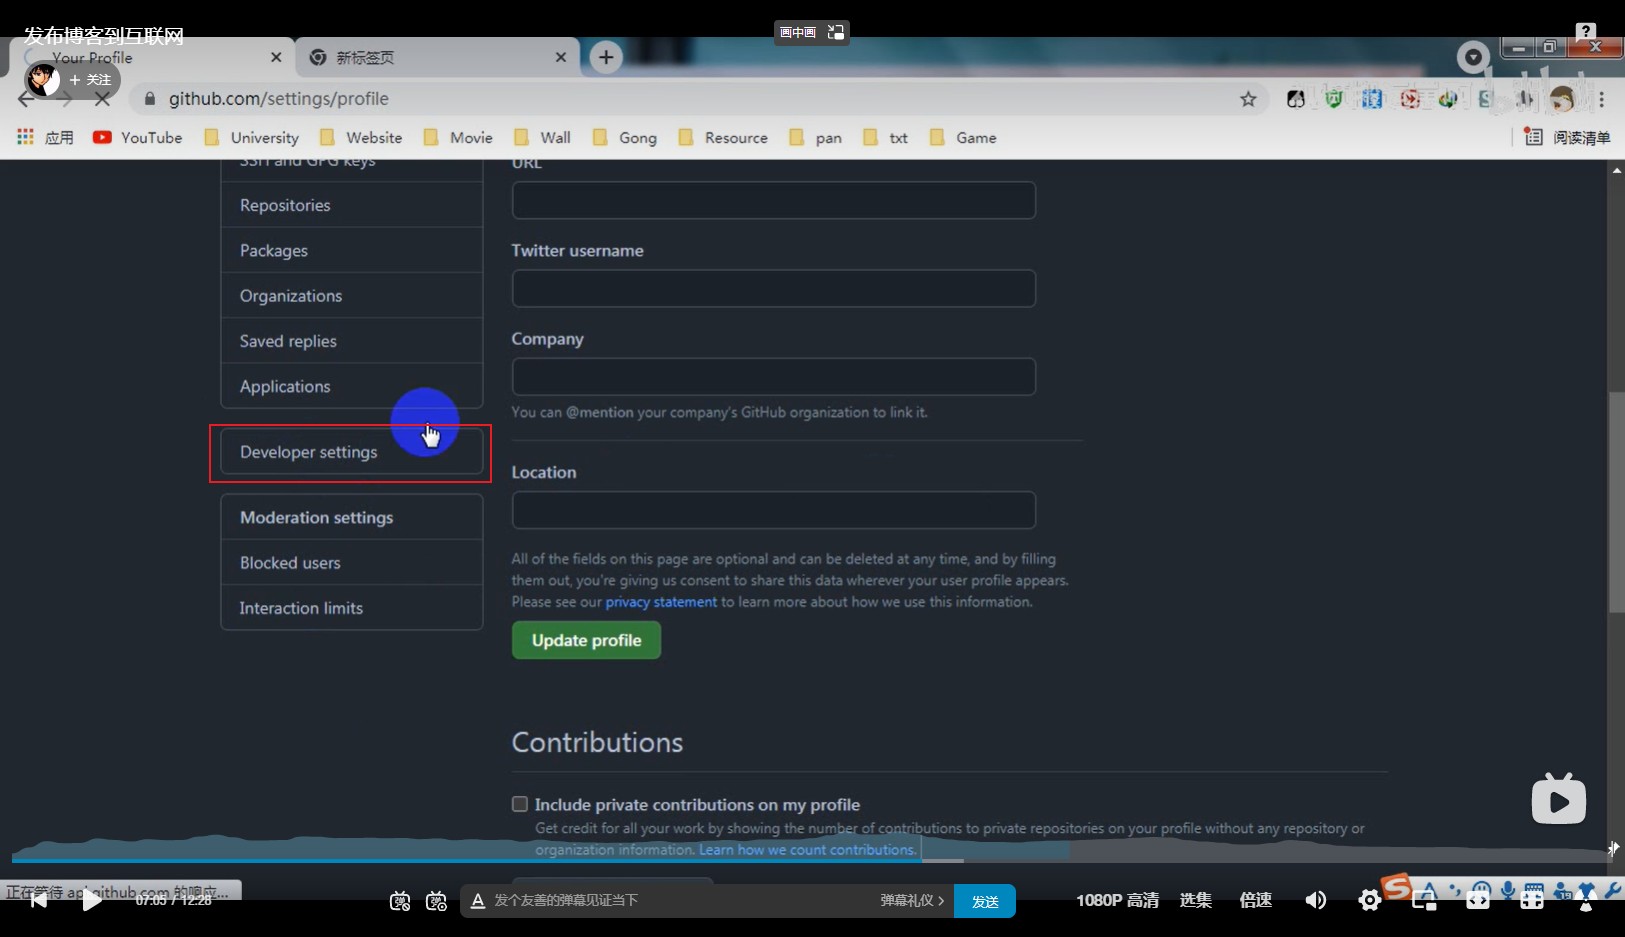 发布博客到互联网
画中画
Your Profile
新标签页
+ 关注
github.com/settings/profile
应用
YouTube
University
Website
Movie
Wall
Gong
Resource
pan
txt
Game
阅读清单
SSH and GPG keys
Repositories
Packages
Organizations
Saved replies
Applications
Developer settings
Moderation settings
Blocked users
Interaction limits
URL
Twitter username
Company
You can @mention your company's GitHub organization to link it.
Location
All of the fields on this page are optional and can be deleted at any time, and by filling
them out, you're giving us consent to share this data wherever your user profile appears.
Please see our privacy statement to learn more about how we use this information.
Update profile
Contributions
Include private contributions on my profile
Get credit for all your work by showing the number of contributions to private repositories on your profile without any repository or
organization information. Learn how we count contributions.
正在等待 api.github.com 的响应...
07:05 / 12:28
发个友善的弹幕见证当下
弹幕礼仪 >
发送
1080P 高清
选集
倍速